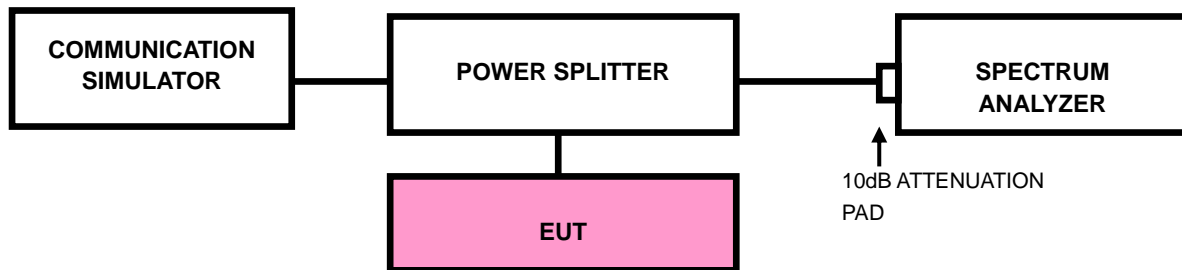 COMMUNICATION
SIMULATOR
POWER SPLITTER
SPECTRUM
ANALYZER
10dB ATTENUATION
PAD
EUT